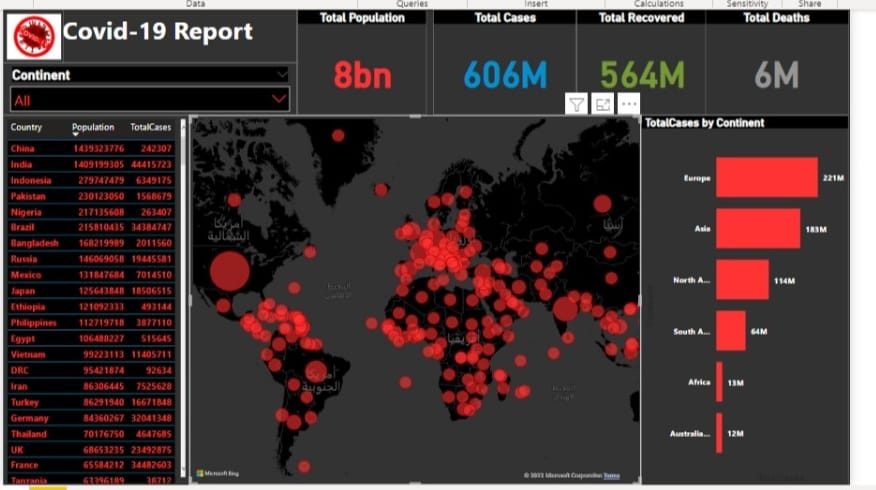 Data Queries Insert Calculations Sensitivity Share
Covid-19 Report
Continent
All
Total Population
8bn
Total Cases
606M
Total Recovered
564M
Total Deaths
6M
Country Population TotalCases
China 1439323776 242307
India 1409199305 44415723
Indonesia 279747479 6349175
Pakistan 230123050 1568679
Nigeria 217135608 263407
Brazil 215810435 34384747
Bangladesh 168219989 2011560
Russia 146069058 19445581
Mexico 131847684 7014510
Japan 125643848 18506515
Ethiopia 121092333 493144
Philippines 112719718 3877110
Egypt 106488227 515645
Vietnam 99223113 11405711
DRC 95421874 92634
Iran 86306445 7525628
Turkey 86291940 16671848
Germany 84360267 32041348
Thailand 70176750 4647685
UK 68653235 23492875
France 65584212 34482603
Tanzania 63396189 38712
أمريكا
الشمالية
آسيا
أفريقيا
أمريكا
الجنوبية
المحيط
Microsoft Bing
Microsoft Corporation Terms
TotalCases by Continent
Europe 221M
Asia 183M
North A... 114M
South A... 64M
Africa 13M
Australia... 12M